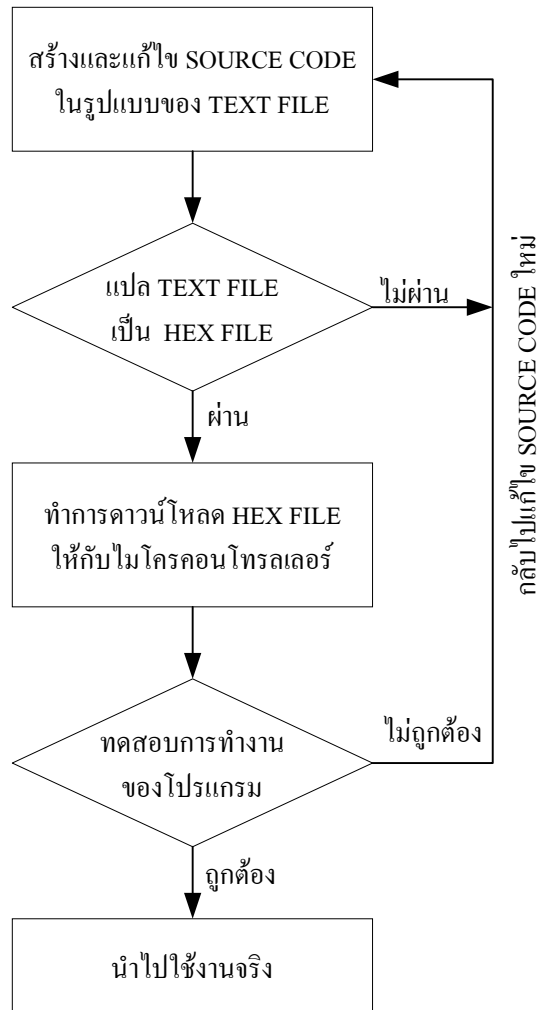 สร้างและแก้ไข SOURCE CODE
ในรูปแบบของ TEXT FILE
แปล TEXT FILE
เป็น HEX FILE
ไม่ผ่าน
ผ่าน
กลับไปแก้ไข SOURCE CODE ใหม่
ทำการดาวน์โหลด HEX FILE
ให้กับไมโครคอนโทรลเลอร์
ทดสอบการทำงาน
ของโปรแกรม
ไม่ถูกต้อง
ถูกต้อง
นำไปใช้งานจริง